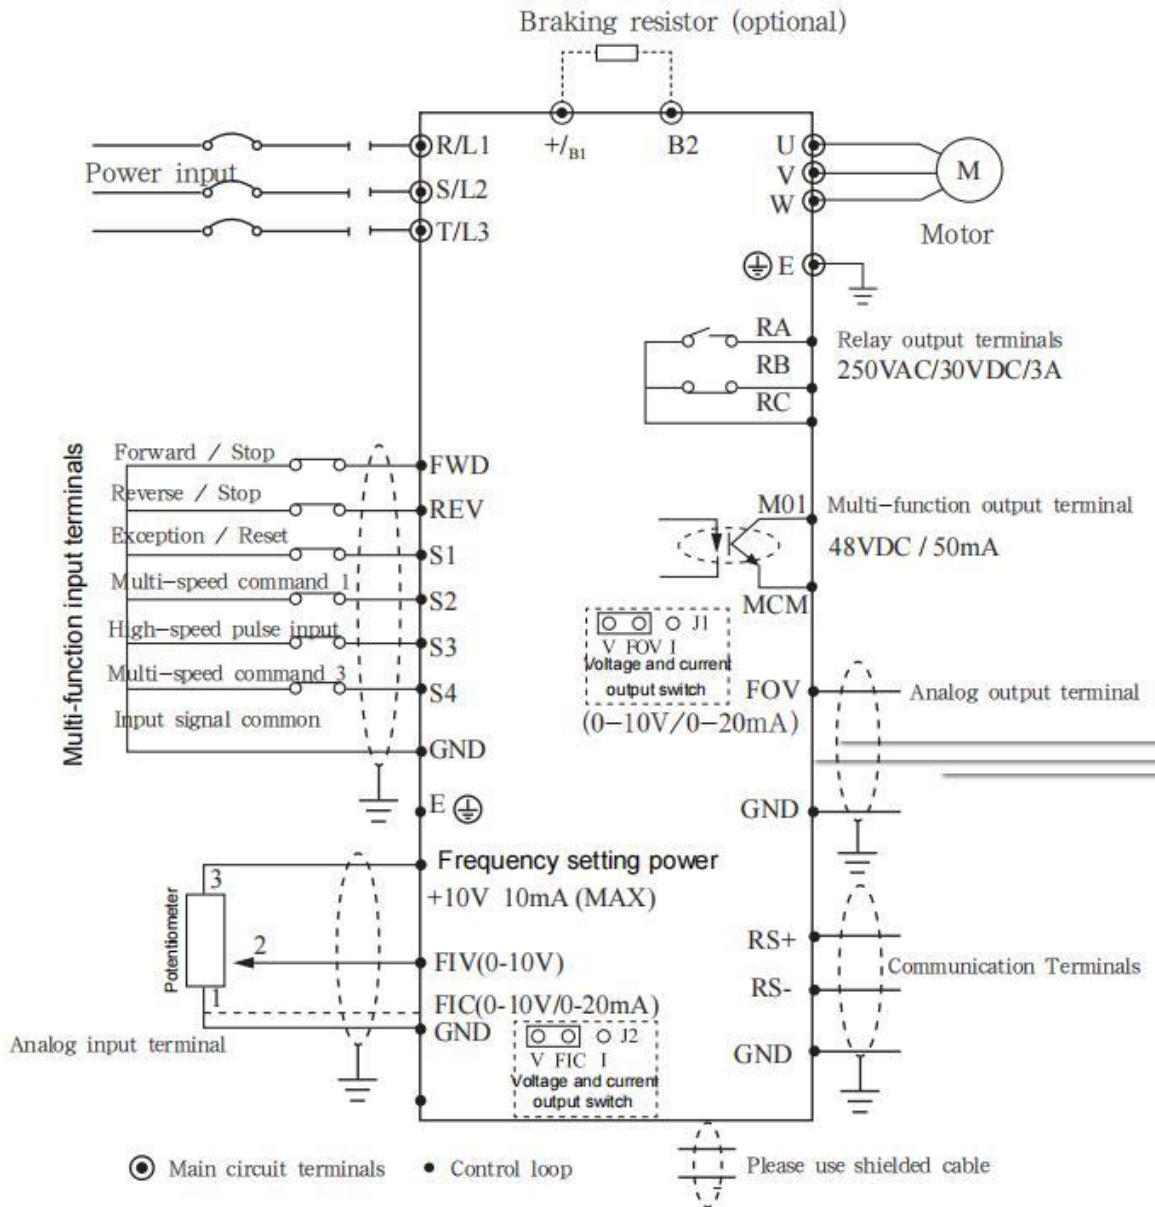 Braking resistor (optional)
R/L1
+/B1
B2
U
Power input
S/L2
V
M
W
T/L3
Motor
E
RA
Relay output terminals
RB
250VAC/30VDC/3A
RC
Multi-function input terminals
Forward / Stop
FWD
Reverse / Stop
REV
M01
Multi-function output terminal
Exception / Reset
S1
48VDC / 50mA
Multi-speed command 1
S2
MCM
High-speed pulse input
S3
J1
V FOV I
Voltage and current
output switch
Multi-speed command 3
S4
FOV
Analog output terminal
(0-10V/0-20mA)
Input signal common
GND
E
GND
Frequency setting power
+10V 10mA (MAX)
Potentiometer
3
2
1
FIV(0-10V)
RS+
Communication Terminals
RS-
FIC(0-10V/0-20mA)
GND
Analog input terminal
J2
V FIC I
Voltage and current
output switch
GND
Main circuit terminals
Control loop
Please use shielded cable